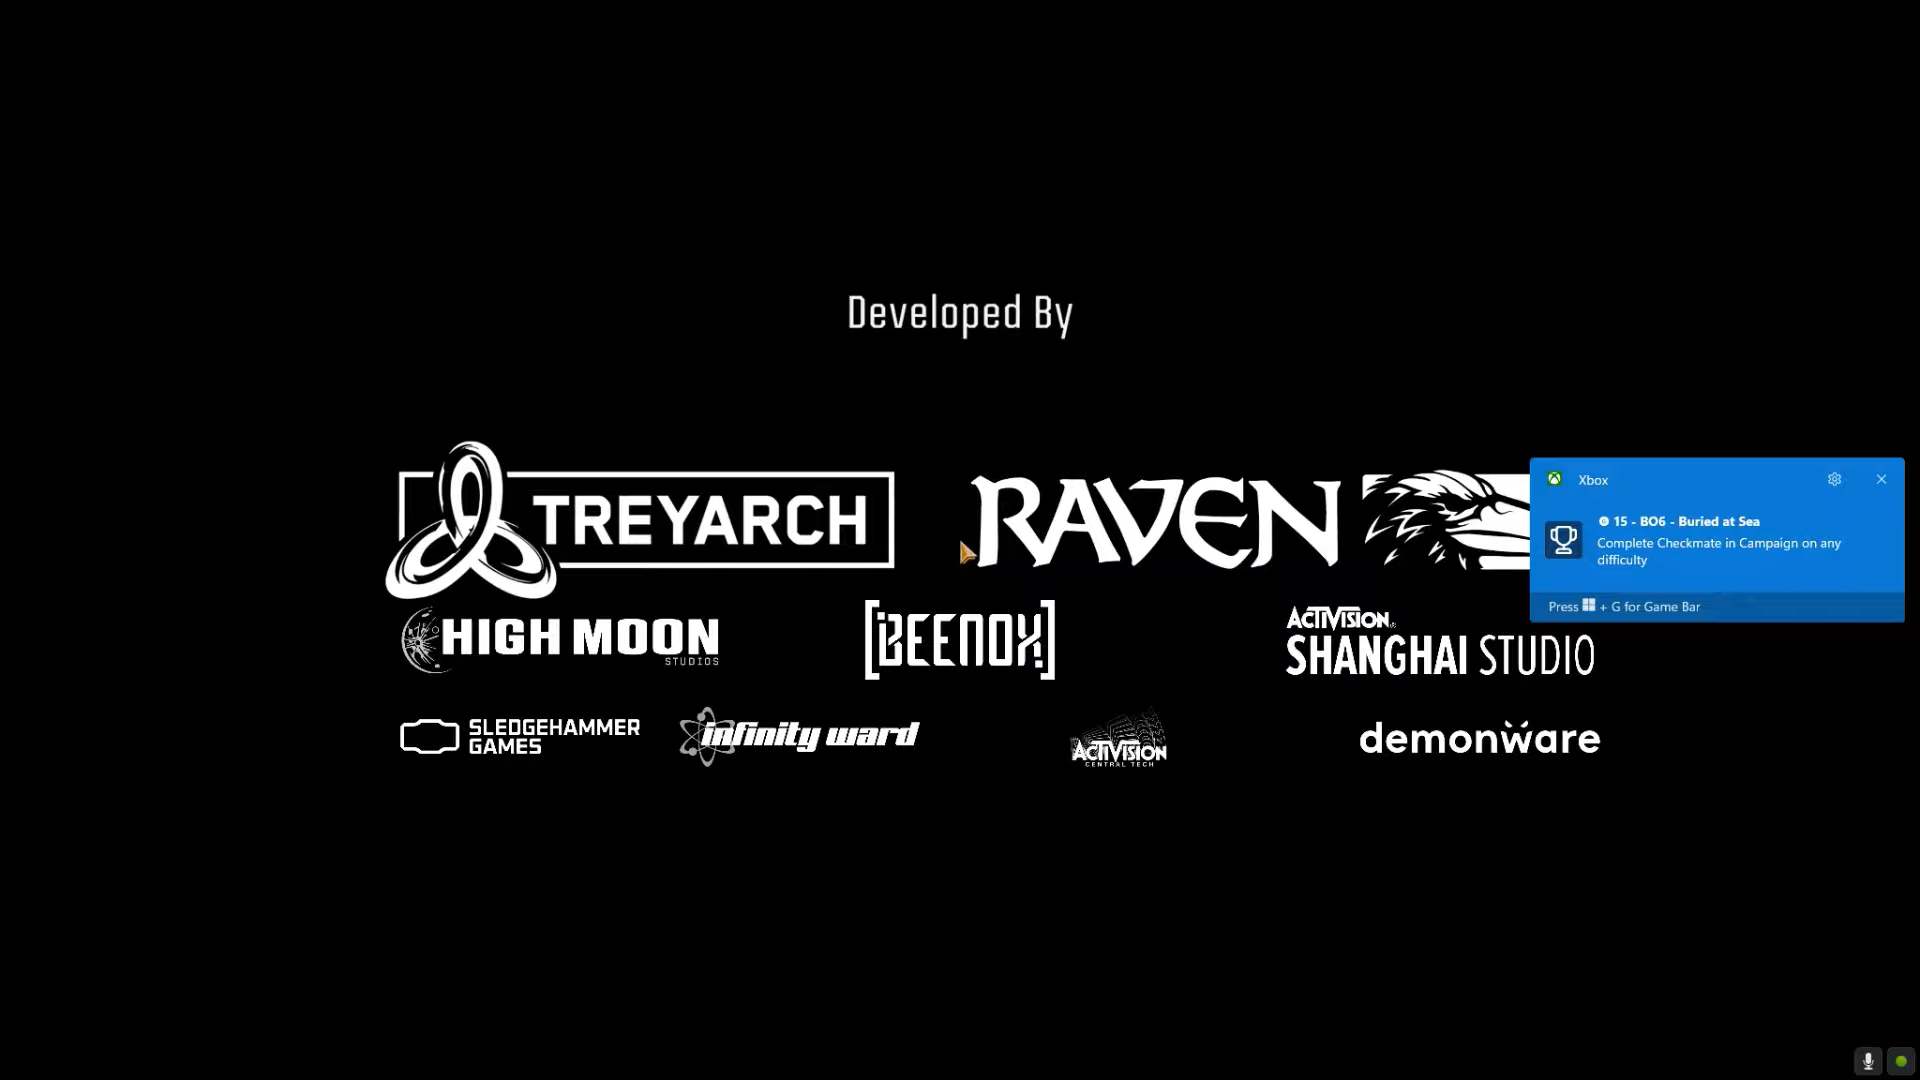 Developed By
TREYARCH
RAVEN
Xbox
15 - BO6 - Buried at Sea
Complete Checkmate in Campaign on any
difficulty
Press + G for Game Bar
HIGH MOON
STUDIOS
BEENOX
ACTIVISION
SHANGHAI STUDIO
SLEDGEHAMMER
GAMES
infinity ward
ACTIVISION
CENTRAL TECH
demonware